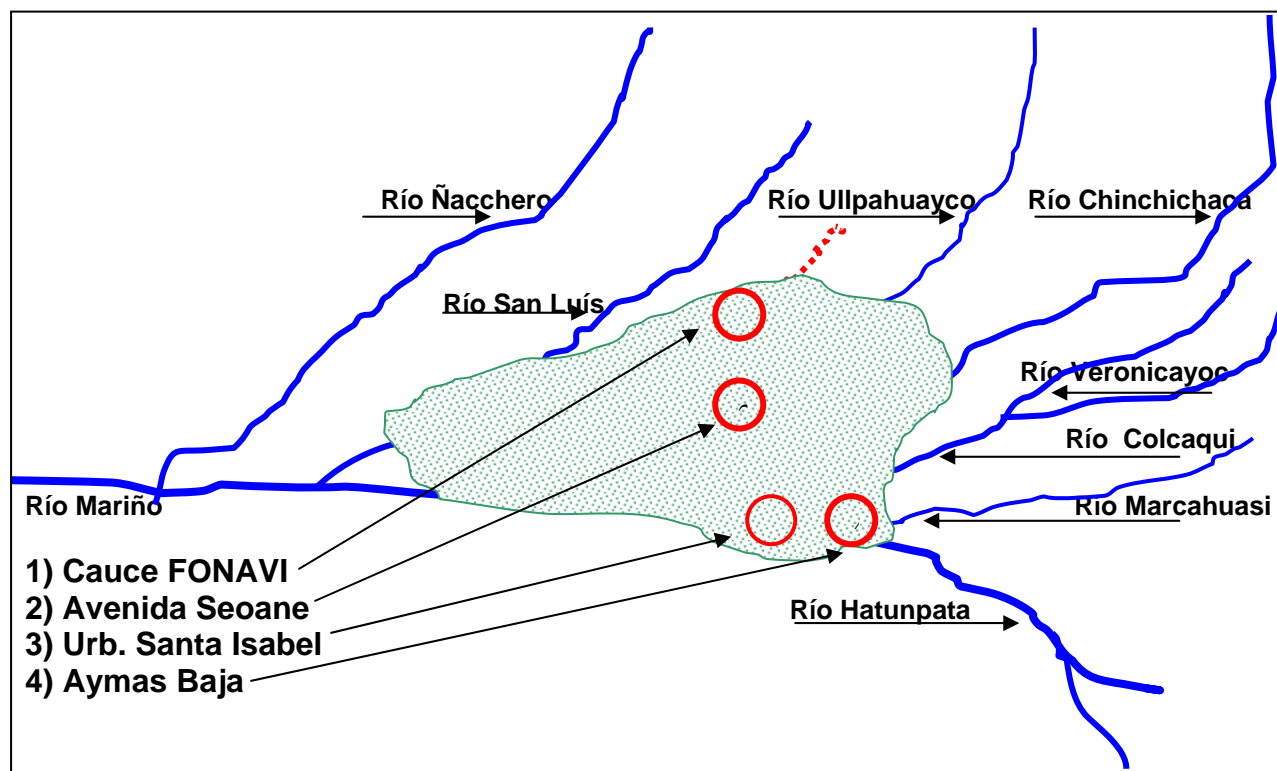 Río Ñacchero
Río Ullpahuayco
Río Chinchichaca
Río San Luís
Río Veronicayoc
Río Colcaqui
Río Mariño
Río Marcahuasi
1) Cauce FONAVI
2) Avenida Seoane
3) Urb. Santa Isabel
4) Aymas Baja
Río Hatunpata